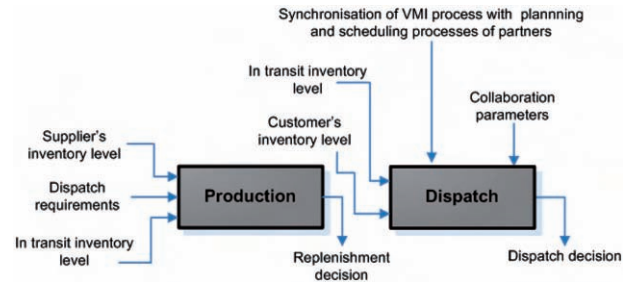 Synchronisation of VMI process with plannning
and scheduling processes of partners
In transit inventory
level
Collaboration
parameters
Customer's
inventory level
Supplier's
inventory level
Dispatch
requirements
In transit inventory
level
Production
Dispatch
Replenishment
decision
Dispatch decision